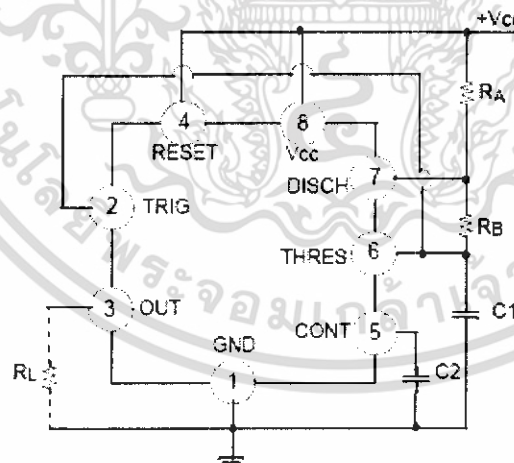 +Vcc
RA
4
8
RESET
Vcc
DISCH
7
2
TRIG
RB
THRES
6
3
OUT
CONT
5
C1
GND
RL
1
C2